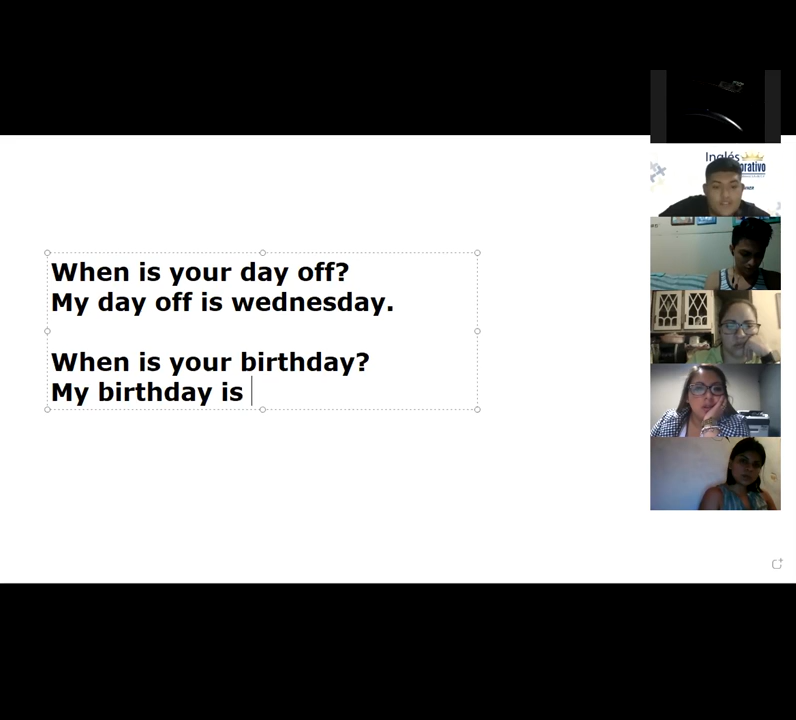 When is your day off?
My day off is wednesday.
When is your birthday?
My birthday is
Inglés